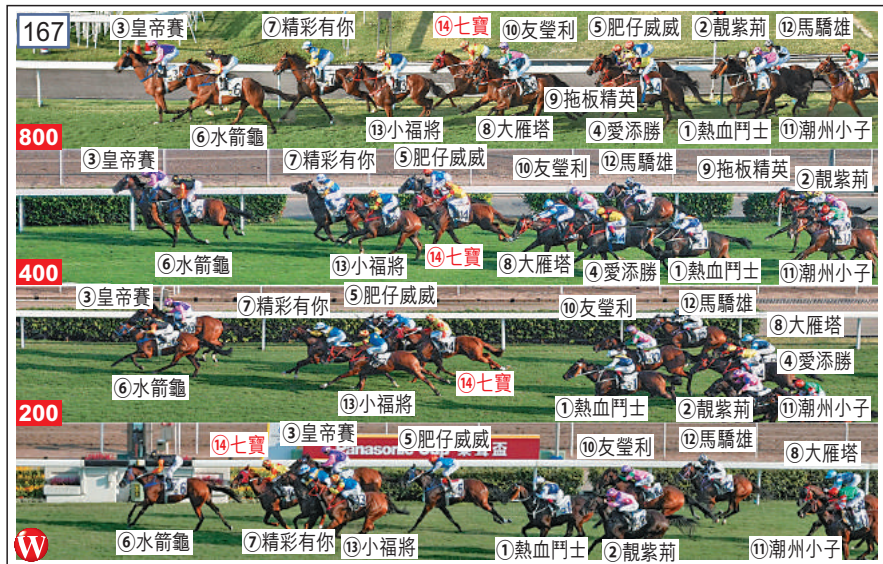 167
③皇帝賽 ⑦精彩有你 ⑭七寶 ⑩友瑩利 ⑤肥仔威威 ②靚紫荊 ⑫馬驕雄
⑨拖板精英
800 ⑥水箭龜 ⑬小福將 ⑧大雁塔 ④愛添勝 ①熱血鬥士 ⑪潮州小子
③皇帝賽 ⑦精彩有你 ⑤肥仔威威 ⑩友瑩利 ⑫馬驕雄 ⑨拖板精英 ②靚紫荊
400 ⑥水箭龜 ⑬小福將 ⑭七寶 ⑧大雁塔 ④愛添勝 ①熱血鬥士 ⑪潮州小子
③皇帝賽 ⑦精彩有你 ⑤肥仔威威 ⑩友瑩利 ⑫馬驕雄 ⑧大雁塔
④愛添勝
200 ⑥水箭龜 ⑬小福將 ⑭七寶 ①熱血鬥士 ②靚紫荊 ⑪潮州小子
⑭七寶 ③皇帝賽 ⑤肥仔威威 ⑩友瑩利 ⑫馬驕雄 ⑧大雁塔
Panasonic Cup 樂聲盃
W ⑥水箭龜 ⑦精彩有你 ⑬小福將 ①熱血鬥士 ②靚紫荊 ⑪潮州小子